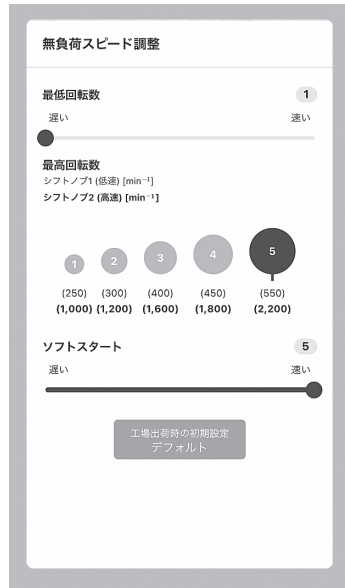 無負荷スピード調整
最低回転数 1
遅い 速い
最高回転数
シフトノブ1 (低速) [min⁻¹]
シフトノブ2 (高速) [min⁻¹]
1 2 3 4 5
(250) (300) (400) (450) (550)
(1,000) (1,200) (1,600) (1,800) (2,200)
ソフトスタート 5
遅い 速い
工場出荷時の初期設定
デフォルト